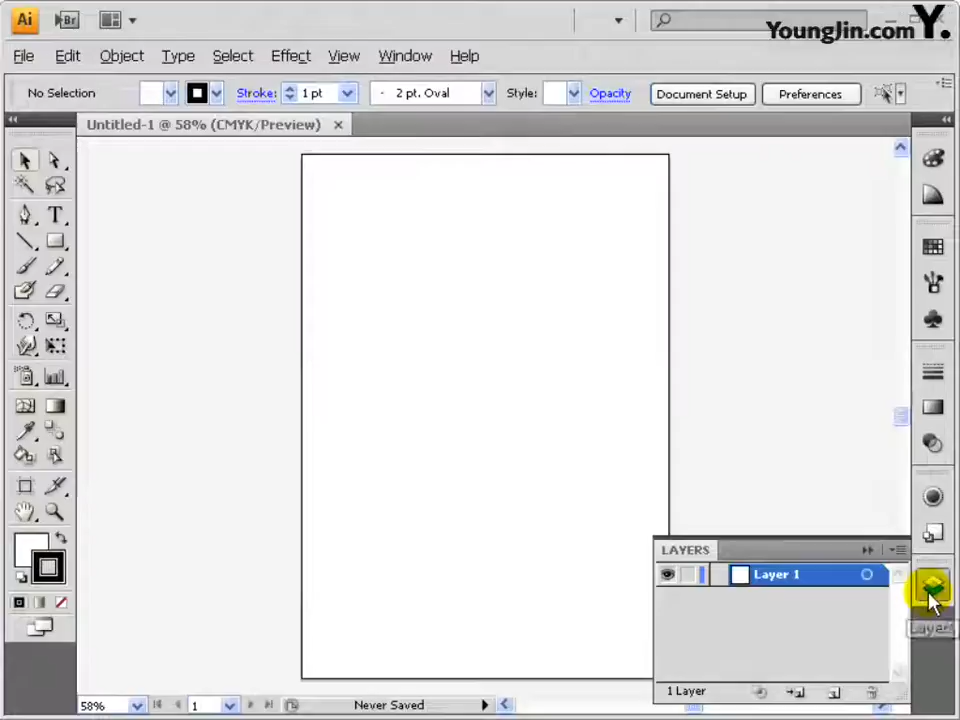 Ai Br
YoungJin.com Y.
File Edit Object Type Select Effect View Window Help
No Selection Stroke: 1 pt 2 pt. Oval Style: Opacity Document Setup Preferences
Untitled-1 @ 58% (CMYK/Preview)
T
LAYERS
Layer 1
Layers
1 Layer
58% 1 Never Saved